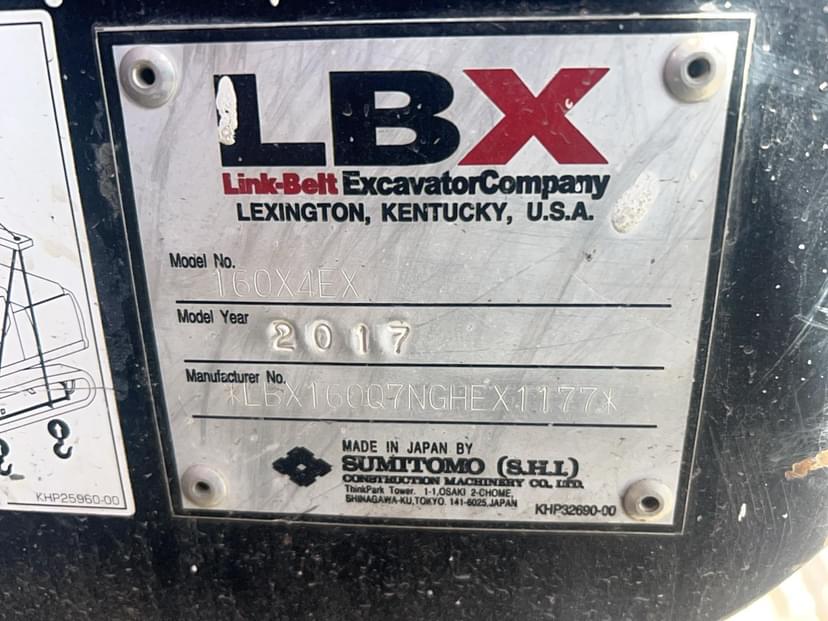 LBX
Link-Belt ExcavatorCompany
LEXINGTON, KENTUCKY, U.S.A.
Model No.
160X4EX
Model Year
2017
Manufacturer No.
*LBX160Q7NGHEX1177*
MADE IN JAPAN BY
SUMITOMO (S.H.I.)
CONSTRUCTION MACHINERY CO., LTD.
ThinkPark Tower. 1-1,OSAKI 2-CHOME,
SHINAGAWA-KU,TOKYO. 141-6025,JAPAN
KHP32690-00
KHP25960-00